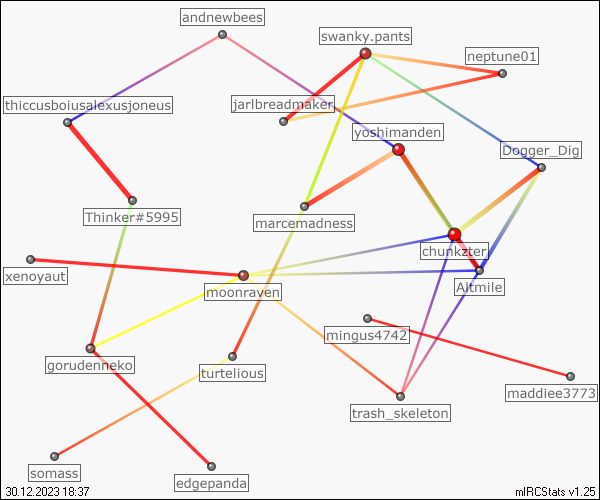 andnewbees
swanky.pants
neptune01
thiccusboiusalexusjoneus
jarlbreadmaker
yoshimanden
Dogger_Dig
Thinker#5995
marcemadness
chunkzter
xenoyaut
moonraven
Altmile
mingus4742
gorudenneko
turtelious
maddiee3773
trash_skeleton
somass
edgepanda
30.12.2023 18:37
mIRCStats v1.25